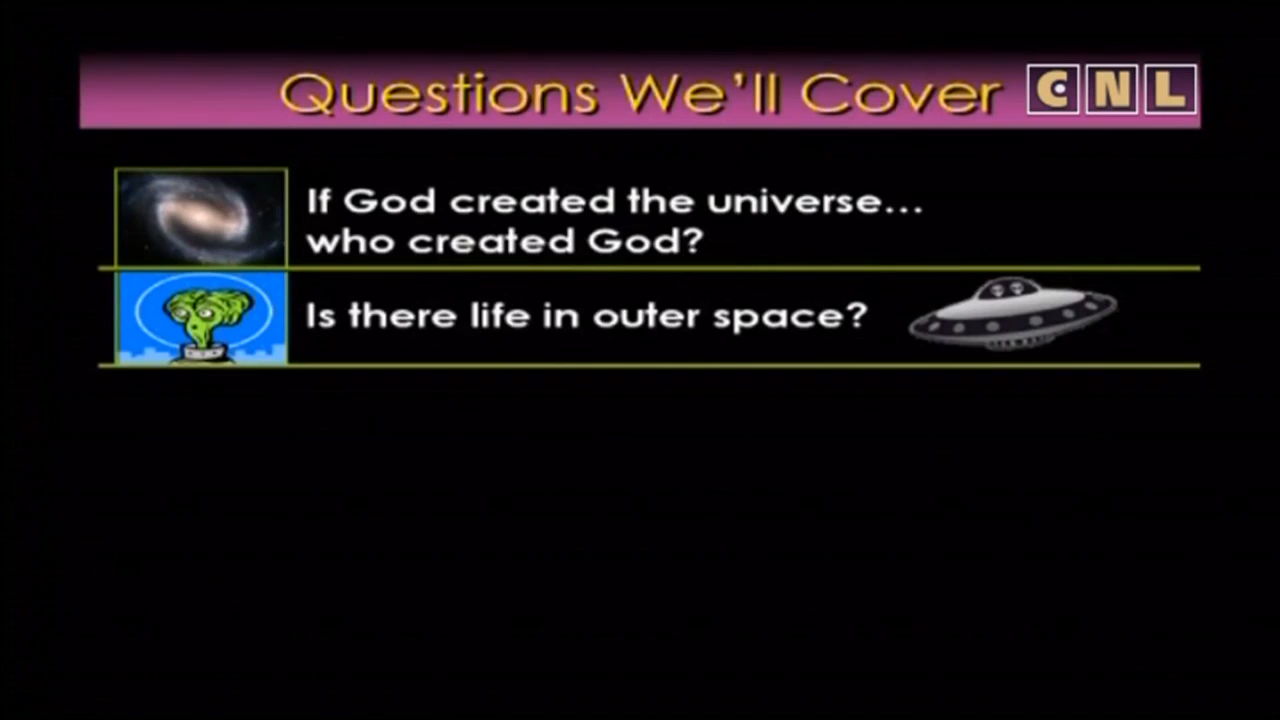 Questions We'll Cover
CNL
If God created the universe...
who created God?
Is there life in outer space?